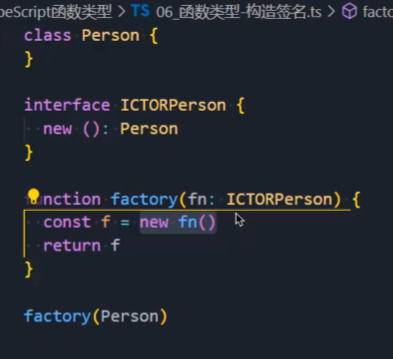 peScript函数类型 > TS 06_函数类型-构造签名.ts > facto
class Person {
}
interface ICTORPerson {
new (): Person
}
nction factory(fn: ICTORPerson) {
const f = new fn()
return f
}
factory(Person)